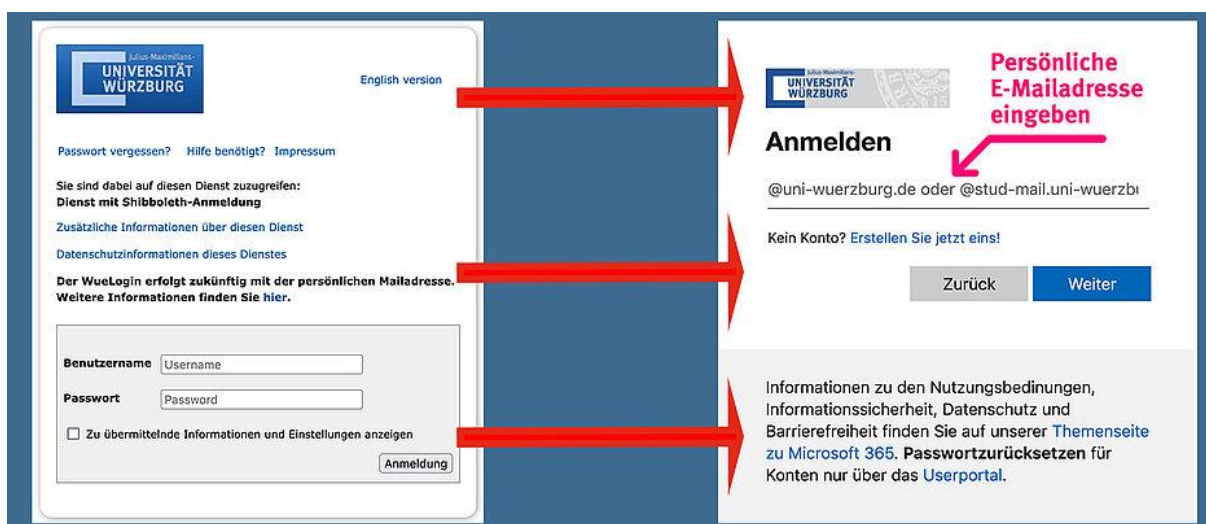 Julius-Maximilians-
UNIVERSITÄT
WÜRZBURG
English version
Passwort vergessen? Hilfe benötigt? Impressum
Sie sind dabei auf diesen Dienst zuzugreifen:
Dienst mit Shibboleth-Anmeldung
Zusätzliche Informationen über diesen Dienst
Datenschutzinformationen dieses Dienstes
Der WueLogin erfolgt zukünftig mit der persönlichen Mailadresse.
Weitere Informationen finden Sie hier.
Benutzername Username
Passwort Password
Zu übermittelnde Informationen und Einstellungen anzeigen
Anmeldung
Julius-Maximilians-
UNIVERSITÄT
WÜRZBURG
Persönliche
E-Mailadresse
eingeben
Anmelden
@uni-wuerzburg.de oder @stud-mail.uni-wuerzbu
Kein Konto? Erstellen Sie jetzt eins!
Zurück Weiter
Informationen zu den Nutzungsbedinungen,
Informationssicherheit, Datenschutz und
Barrierefreiheit finden Sie auf unserer Themenseite
zu Microsoft 365. Passwortzurücksetzen für
Konten nur über das Userportal.